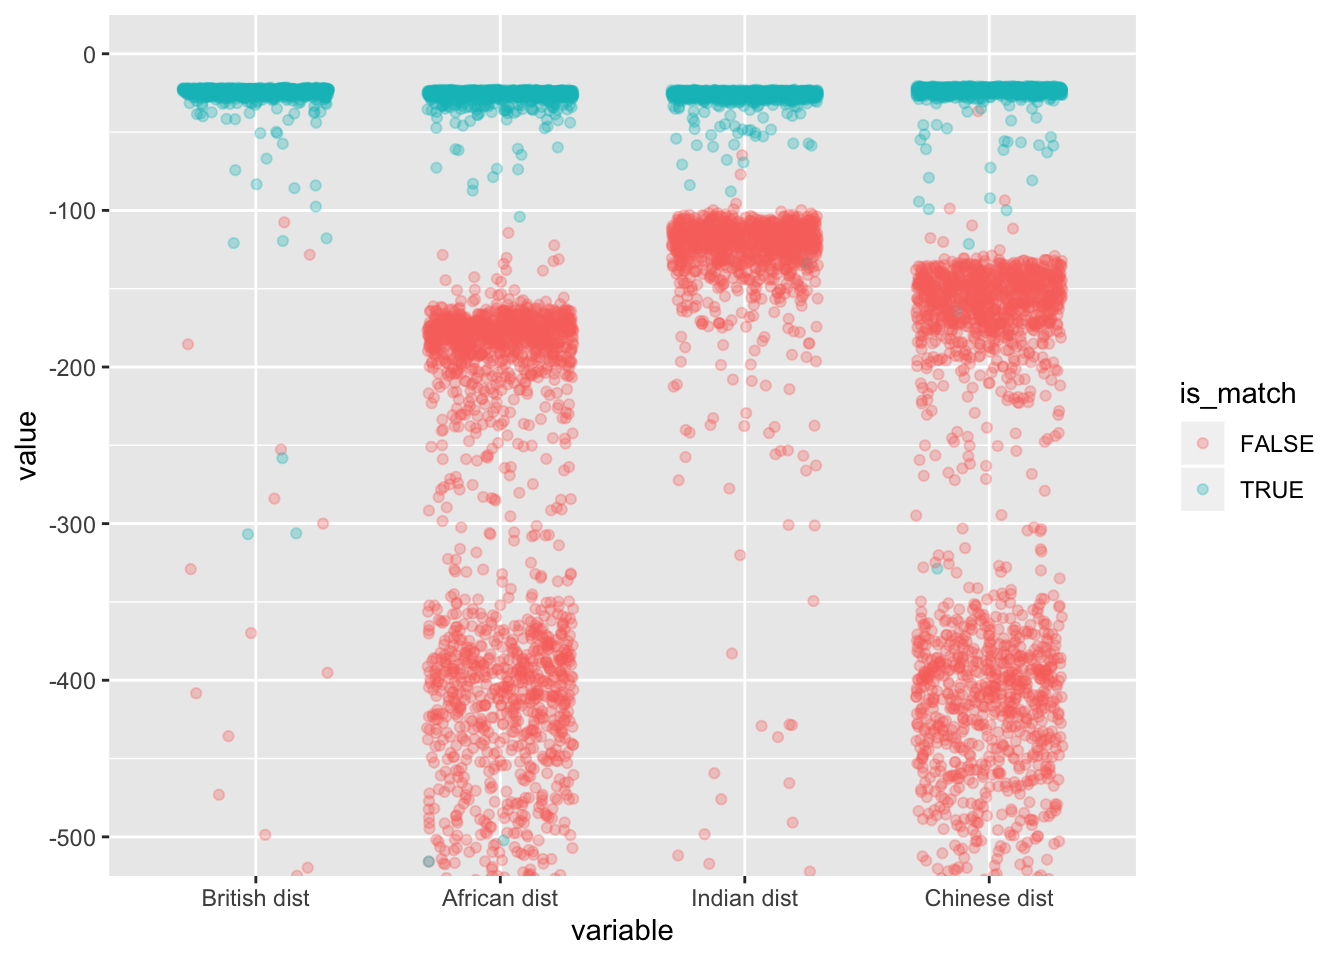 0
-100
-200
-300
-400
-500
value
British dist
African dist
Indian dist
Chinese dist
variable
is_match
FALSE
TRUE